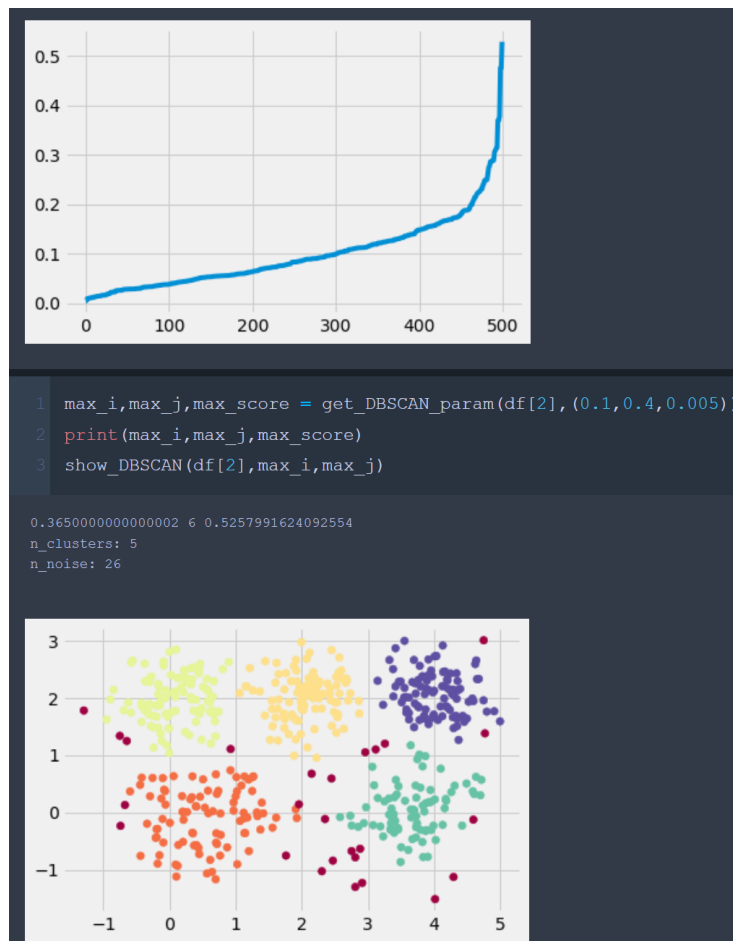 0.5
0.4
0.3
0.2
0.1
0.0
0 100 200 300 400 500
1 max_i,max_j,max_score = get_DBSCAN_param(df[2],(0.1,0.4,0.005)
2 print(max_i,max_j,max_score)
3 show_DBSCAN(df[2],max_i,max_j)
0.3650000000000002 6 0.5257991624092554
n_clusters: 5
n_noise: 26
3
2
1
0
−1
−1 0 1 2 3 4 5